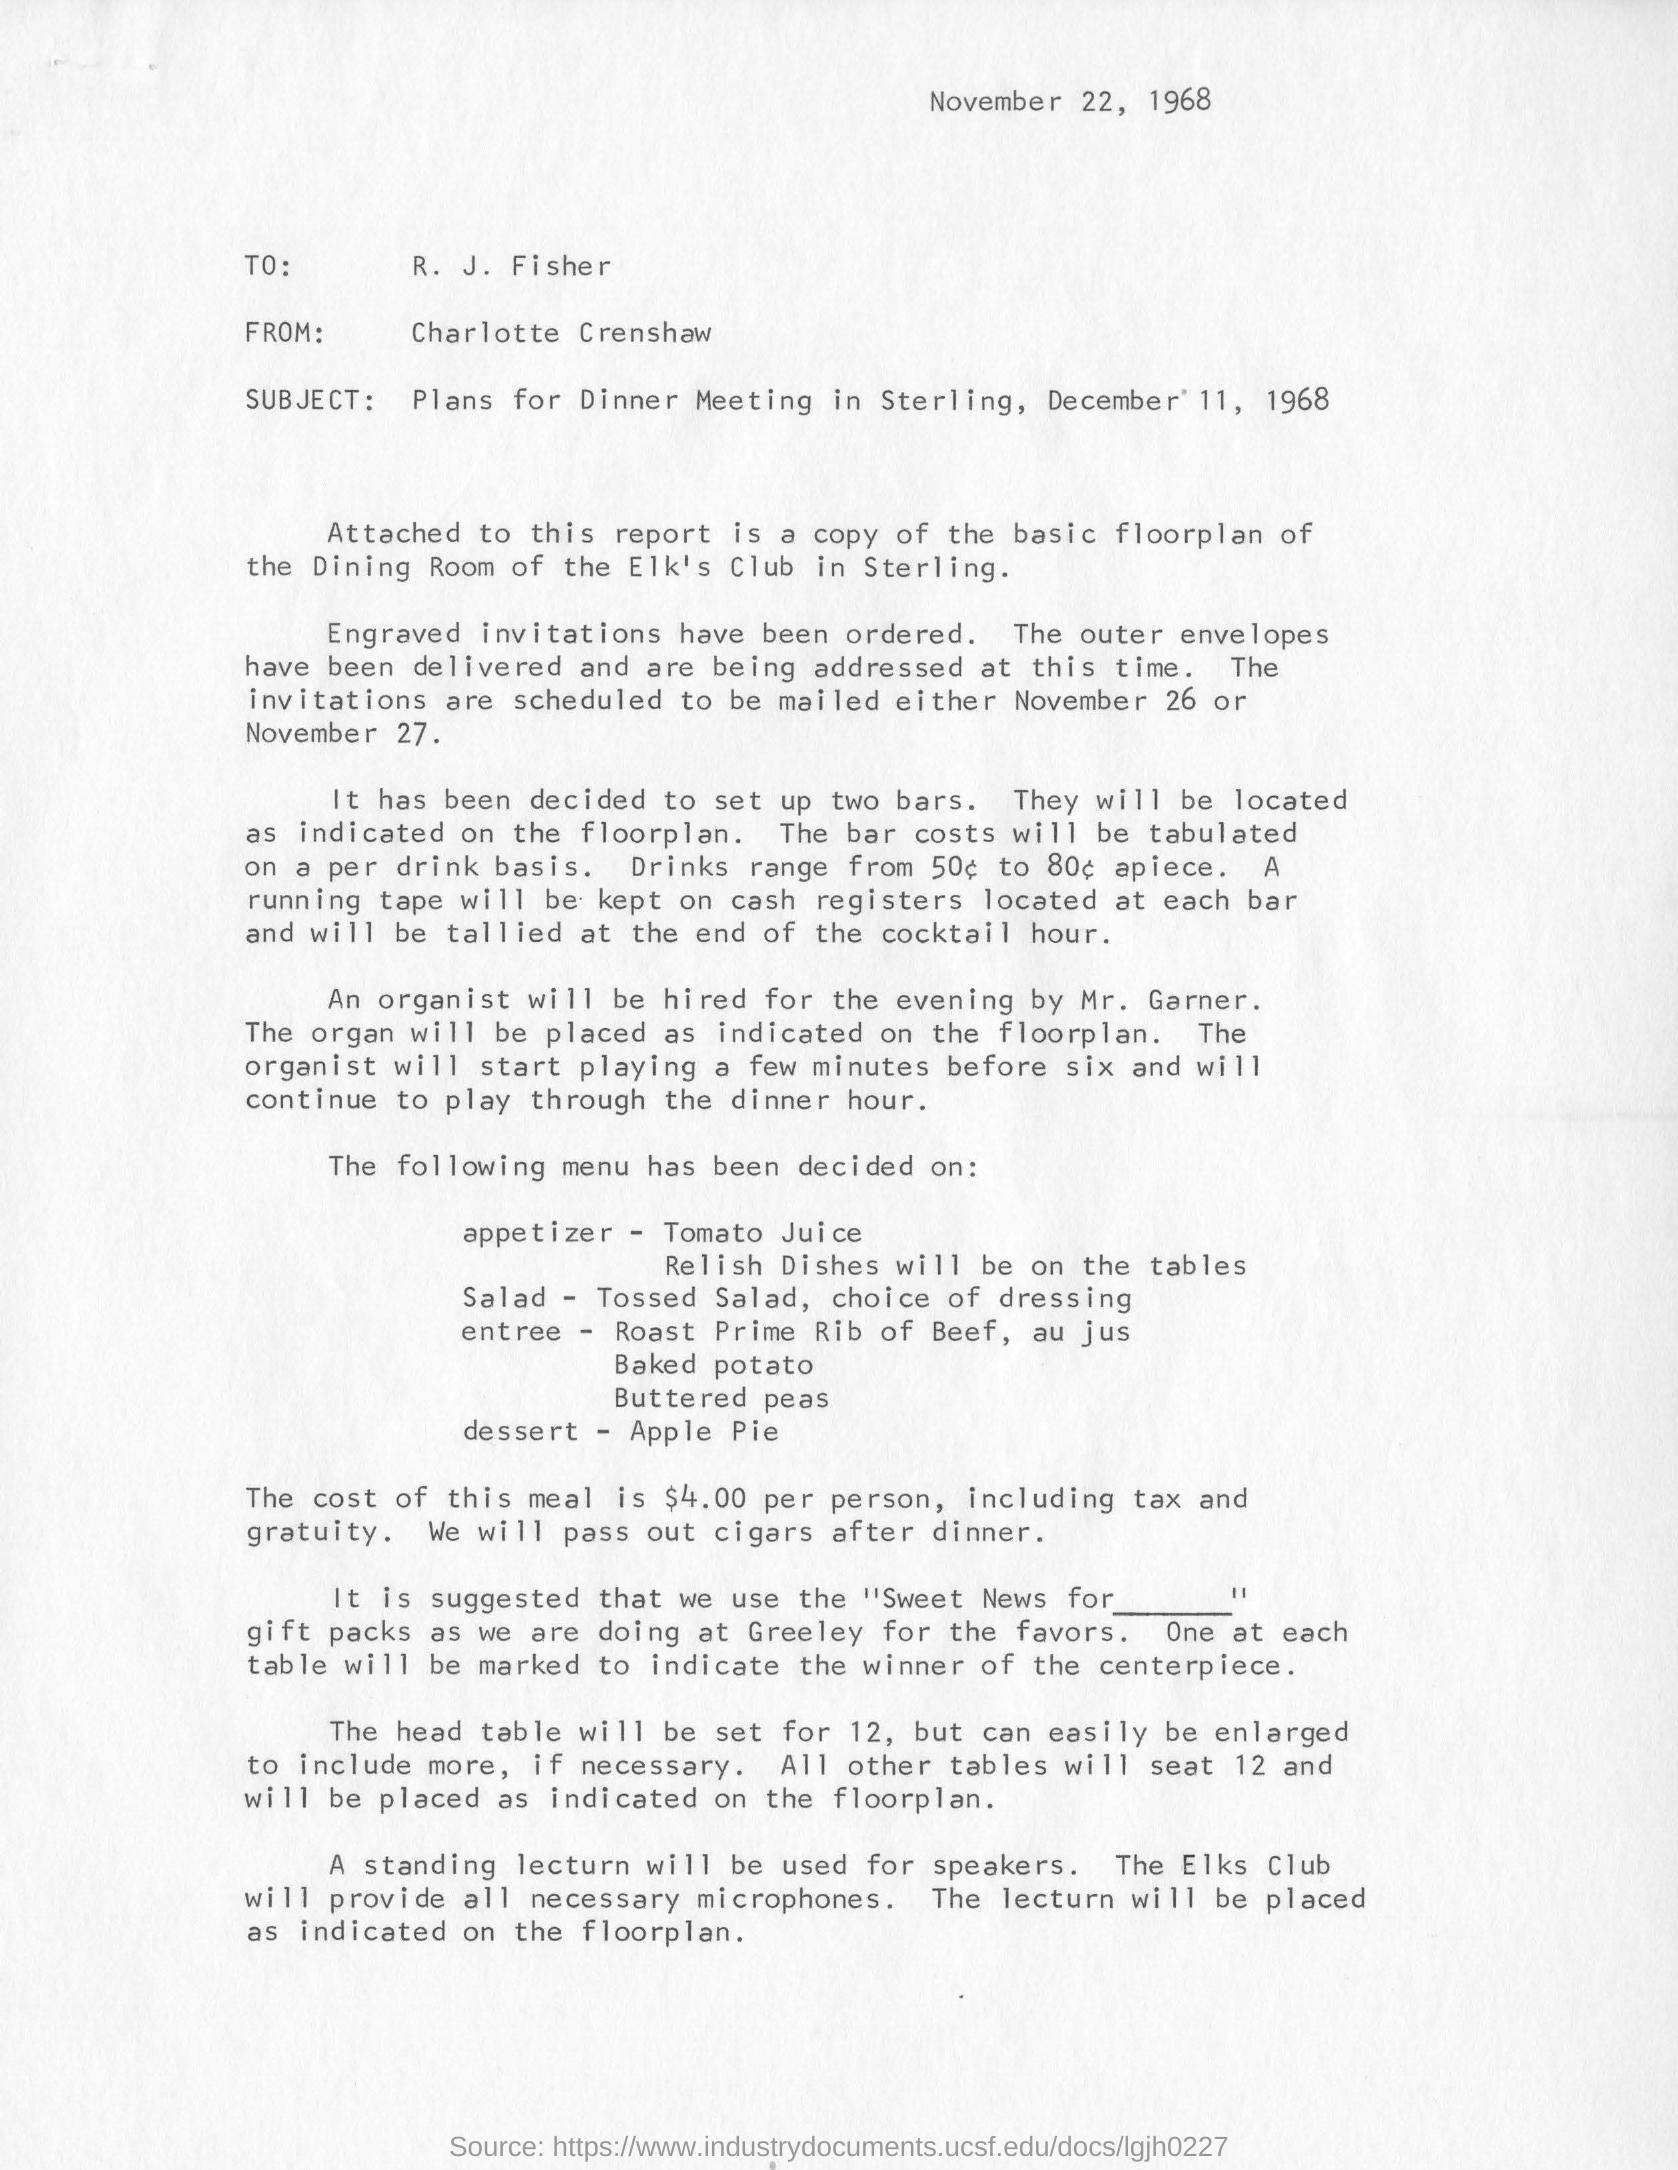 November 22, 1968
TO: R. J. Fisher
FROM: Charlotte Crenshaw
SUBJECT: Plans for Dinner Meeting in Sterling, December 11, 1968
Attached to this report is a copy of the basic floorplan of
the Dining Room of the Elk's Club in Sterling.
Engraved invitations have been ordered. The outer envelopes
have been delivered and are being addressed at this time. The
invitations are scheduled to be mailed either November 26 or
November 27.
It has been decided to set up two bars. They will be located
as indicated on the floorplan. The bar costs will be tabulated
on a per drink basis. Drinks range from 50¢ to 80¢ apiece. A
running tape will be kept on cash registers located at each bar
and will be tallied at the end of the cocktail hour.
An organist will be hired for the evening by Mr. Garner.
The organ will be placed as indicated on the floorplan. The
organist will start playing a few minutes before six and will
continue to play through the dinner hour.
The following menu has been decided on:
appetizer - Tomato Juice
Relish Dishes will be on the tables
Salad - Tossed Salad, choice of dressing
entree - Roast Prime Rib of Beef, au jus
Baked potato
Buttered peas
dessert - Apple Pie
The cost of this meal is $4.00 per person, including tax and
gratuity. We will pass out cigars after dinner.
It is suggested that we use the "Sweet News for_______"
gift packs as we are doing at Greeley for the favors. One at each
table will be marked to indicate the winner of the centerpiece.
The head table will be set for 12, but can easily be enlarged
to include more, if necessary. All other tables will seat 12 and
will be placed as indicated on the floorplan.
A standing lecturn will be used for speakers. The Elks Club
will provide all necessary microphones. The lecturn will be placed
as indicated on the floorplan.
Source: https://www.industrydocuments.ucsf.edu/docs/lgjh0227